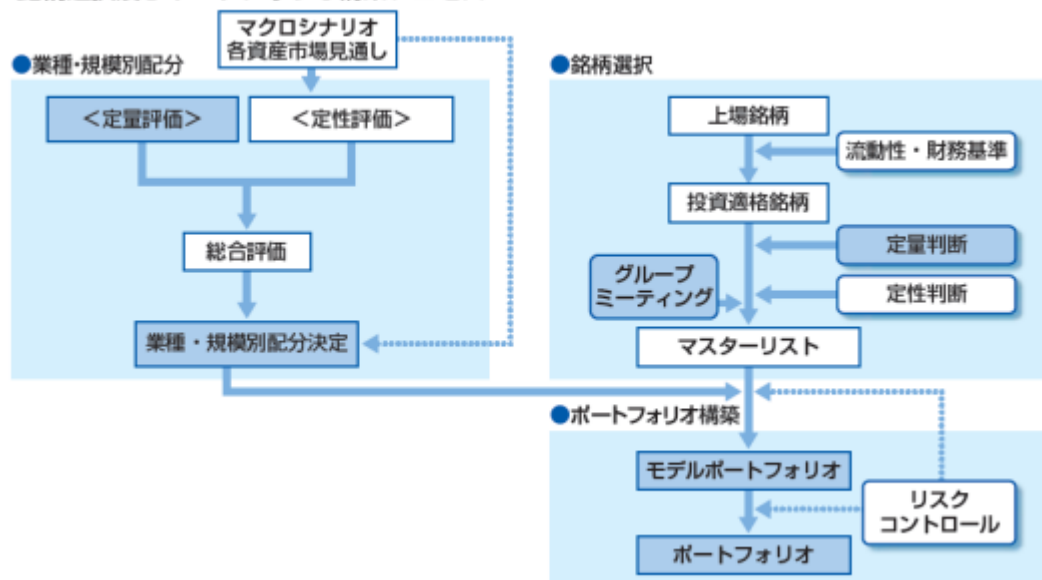 マクロシナリオ
各資産市場見通し
●業種・規模別配分
＜定量評価＞
＜定性評価＞
総合評価
業種・規模別配分決定
●銘柄選択
上場銘柄
流動性・財務基準
投資適格銘柄
定量判断
グループ
ミーティング
定性判断
マスターリスト
●ポートフォリオ構築
モデルポートフォリオ
リスク
コントロール
ポートフォリオ